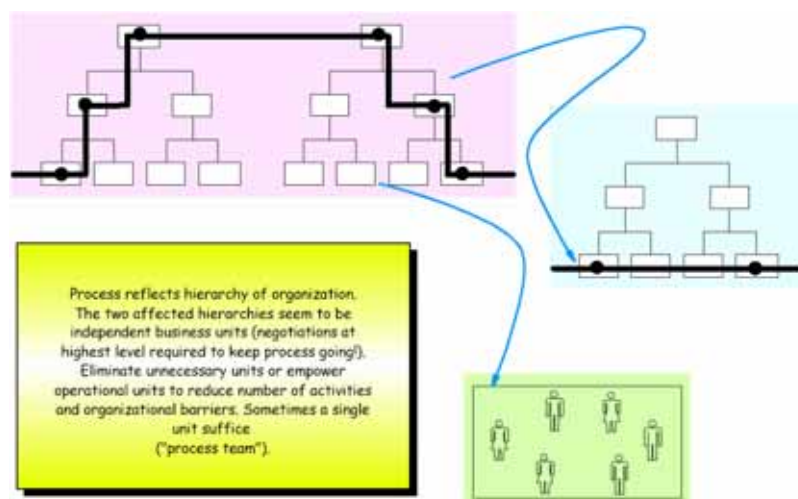 Process reflects hierarchy of organization.
The two affected hierarchies seem to be
independent business units (negotiations at
highest level required to keep process going!).
Eliminate unnecessary units or empower
operational units to reduce number of activities
and organizational barriers. Sometimes a single
unit suffice
("process team").